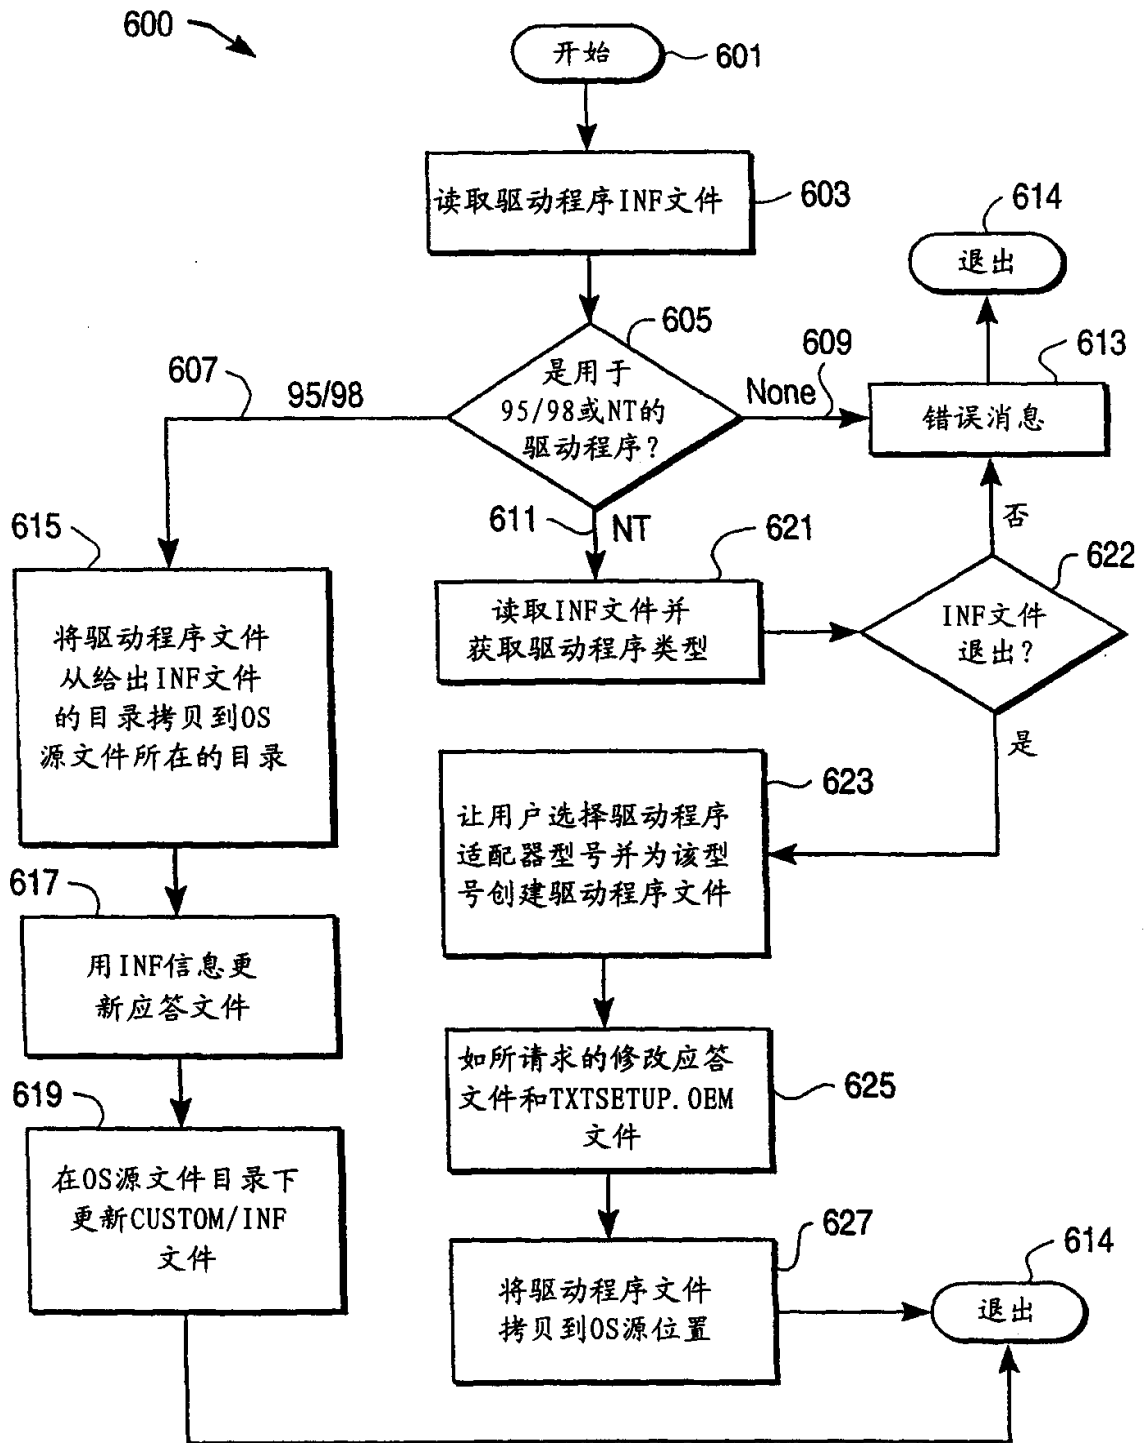 600
开始
601
读取驱动程序INF文件
603
614
退出
605
是用于
95/98或NT的
驱动程序?
607
95/98
None
609
613
错误消息
611
NT
否
615
将驱动程序文件
从给出INF文件
的目录拷贝到OS
源文件所在的目录
621
读取INF文件并
获取驱动程序类型
622
INF文件
退出?
是
623
让用户选择驱动程序
适配器型号并为该型
号创建驱动程序文件
617
用INF信息更
新应答文件
625
如所请求的修改应答
文件和TXTSETUP.OEM
文件
619
在OS源文件目录下
更新CUSTOM/INF
文件
627
将驱动程序文件
拷贝到OS源位置
614
退出